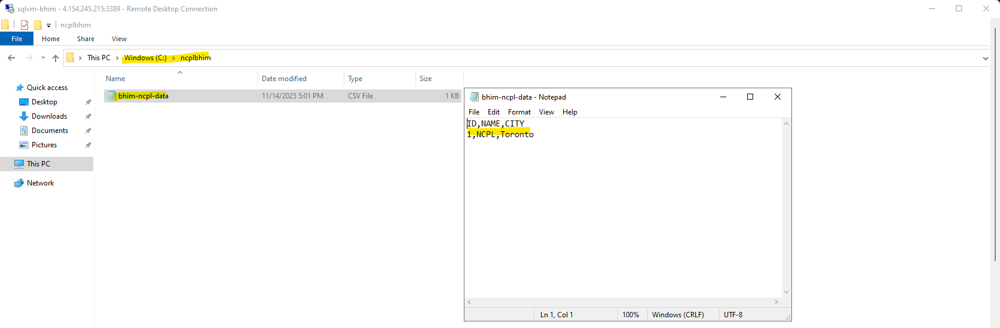 sqlvm-bhim - 4.154.245.215:3389 - Remote Desktop Connection
ncplbhim
File Home Share View
This PC Windows (C:) ncplbhim
Name Date modified Type Size
bhim-ncpl-data 11/14/2025 5:01 PM CSV File 1 KB
Quick access
Desktop
Downloads
Documents
Pictures
This PC
Network
bhim-ncpl-data - Notepad
File Edit Format View Help
ID,NAME,CITY
1,NCPL,Toronto
Ln 1, Col 1 100% Windows (CRLF) UTF-8